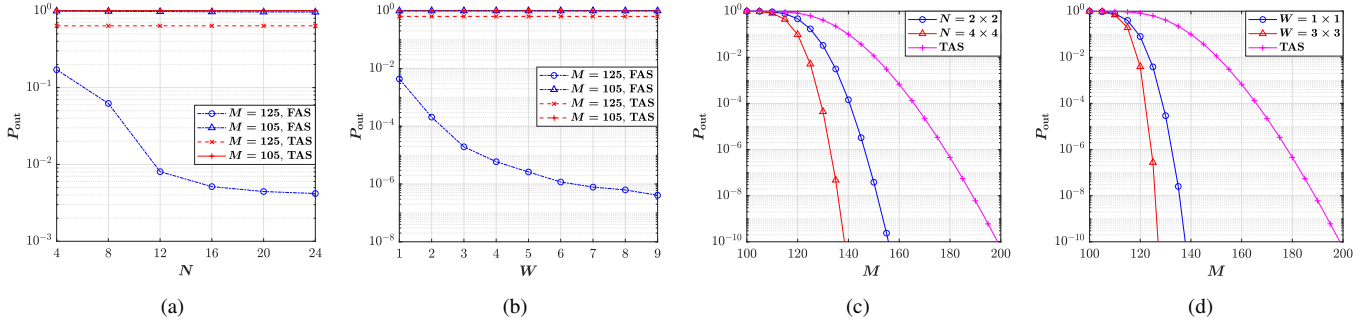 10^0
10^-1
10^-2
10^-3
P_out
4 8 12 16 20 24
N
M = 125, FAS
M = 105, FAS
M = 125, TAS
M = 105, TAS
(a)
10^0
10^-2
10^-4
10^-6
10^-8
P_out
1 2 3 4 5 6 7 8 9
W
M = 125, FAS
M = 105, FAS
M = 125, TAS
M = 105, TAS
(b)
10^0
10^-2
10^-4
10^-6
10^-8
10^-10
P_out
100 120 140 160 180 200
M
N = 2 × 2
N = 4 × 4
TAS
(c)
10^0
10^-2
10^-4
10^-6
10^-8
10^-10
P_out
100 120 140 160 180 200
M
W = 1 × 1
W = 3 × 3
TAS
(d)